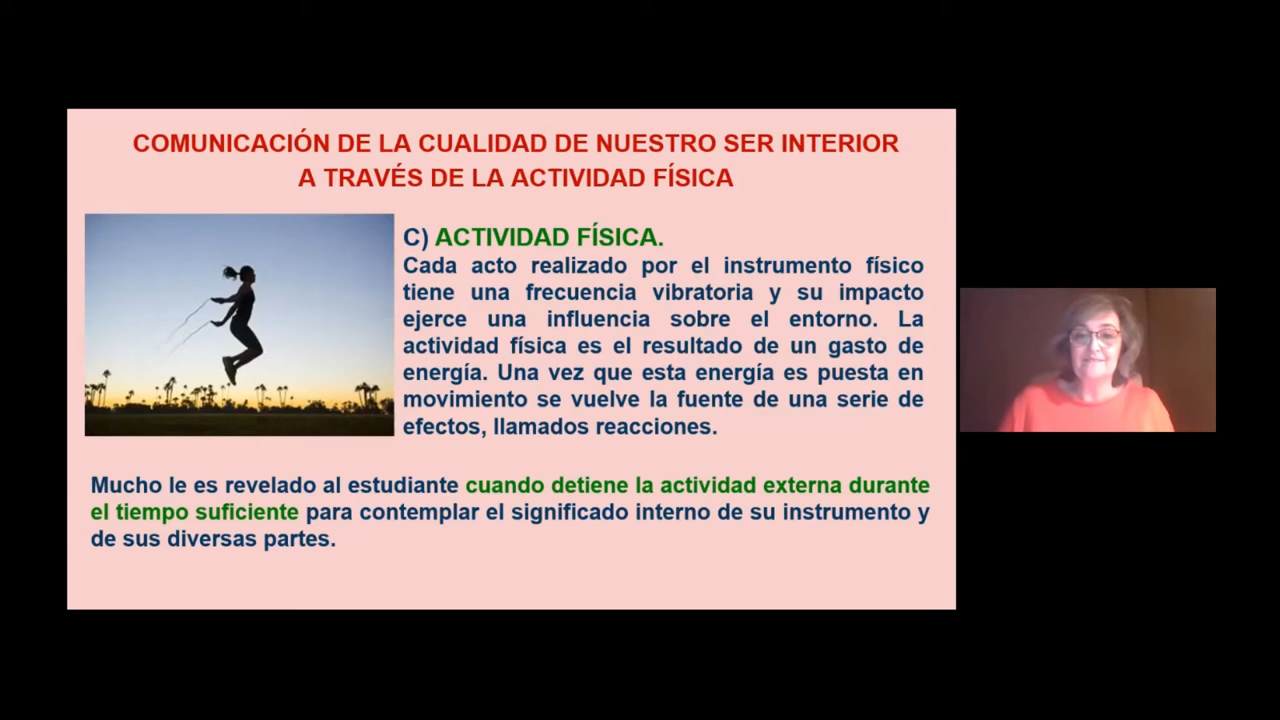 COMUNICACIÓN DE LA CUALIDAD DE NUESTRO SER INTERIOR
A TRAVÉS DE LA ACTIVIDAD FÍSICA
C) ACTIVIDAD FÍSICA.
Cada acto realizado por el instrumento físico
tiene una frecuencia vibratoria y su impacto
ejerce una influencia sobre el entorno. La
actividad física es el resultado de un gasto de
energía. Una vez que esta energía es puesta en
movimiento se vuelve la fuente de una serie de
efectos, llamados reacciones.
Mucho le es revelado al estudiante cuando detiene la actividad externa durante
el tiempo suficiente para contemplar el significado interno de su instrumento y
de sus diversas partes.